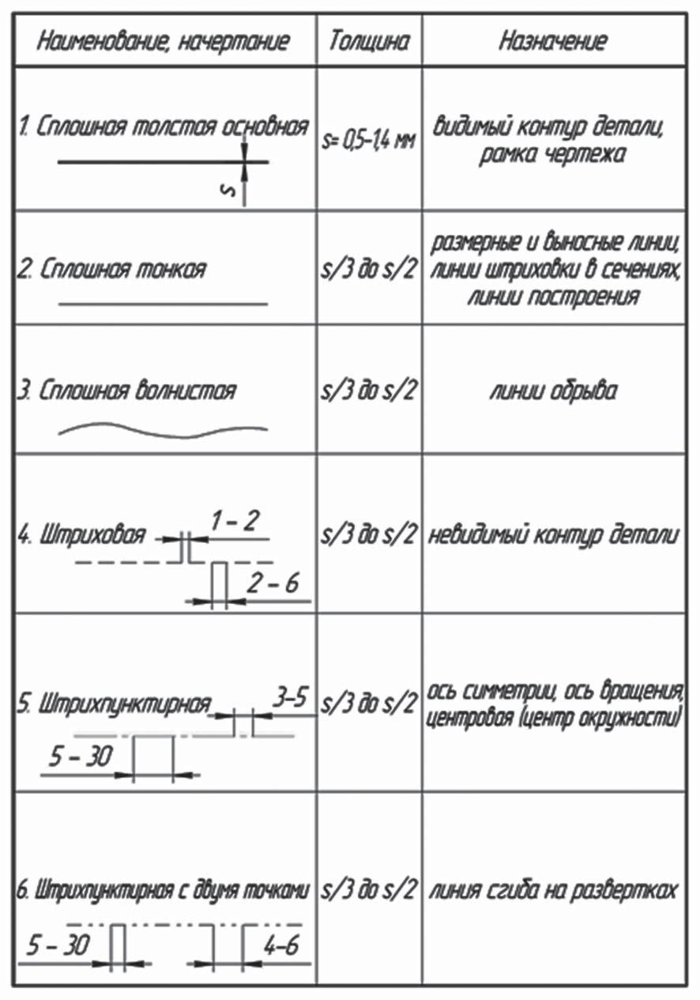 Наименование, начертание
Толщина
Назначение
1. Сплошная толстая основная
s
s= 0,5-1,4 мм
видимый контур детали,
рамка чертежа
2. Сплошная тонкая
s/3 до s/2
размерные и выносные линии,
линии штриховки в сечениях,
линии построения
3. Сплошная волнистая
s/3 до s/2
линии обрыва
4. Штриховая
1 - 2
2 - 6
s/3 до s/2
невидимый контур детали
5. Штрихпунктирная
3-5
5 - 30
s/3 до s/2
ось симметрии, ось вращения,
центровая (центр окружности)
6. Штрихпунктирная с двумя точками
5 - 30
4-6
s/3 до s/2
линия сгиба на развертках